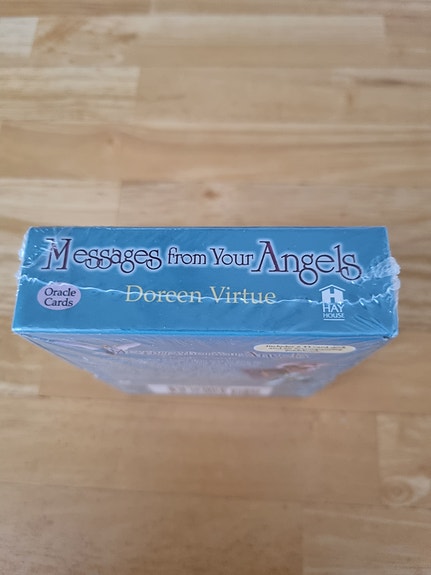 Messages from Your Angels
Oracle
Cards
Doreen Virtue
HAY
HOUSE